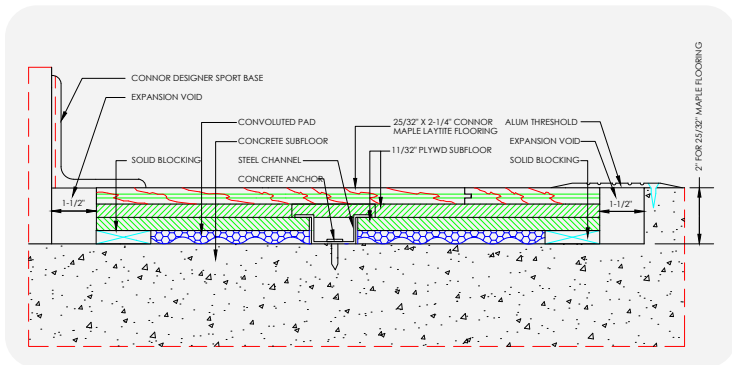 CONNOR DESIGNER SPORT BASE
EXPANSION VOID
CONVOLUTED PAD
CONCRETE SUBFLOOR
SOLID BLOCKING
STEEL CHANNEL
CONCRETE ANCHOR
25/32" X 2-1/4" CONNOR
MAPLE LAYTITE FLOORING
11/32" PLYWD SUBFLOOR
ALUM THRESHOLD
EXPANSION VOID
SOLID BLOCKING
1-1/2"
1-1/2"
2" FOR 25/32" MAPLE FLOORING